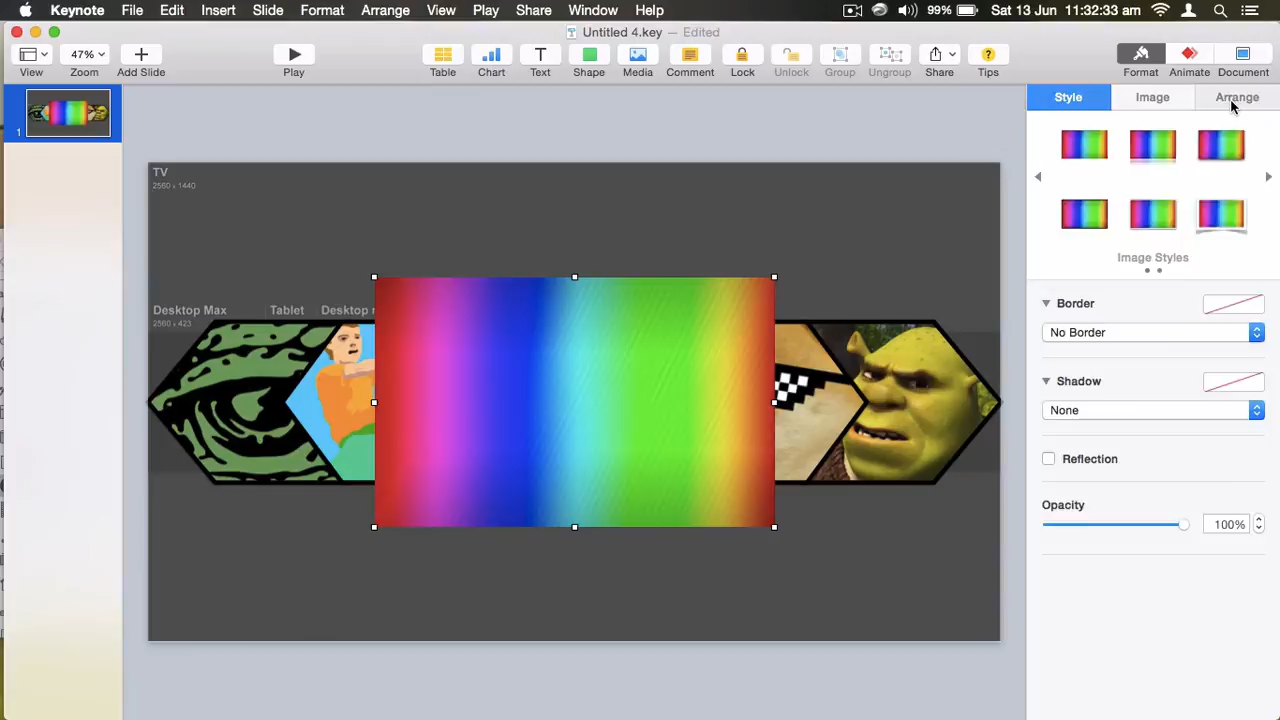 Keynote File Edit Insert Slide Format Arrange View Play Share Window Help 99% Sat 13 Jun 11:32:33 am
Untitled 4.key — Edited
47%
View Zoom Add Slide Play Table Chart Text Shape Media Comment Lock Unlock Group Ungroup Share Tips Format Animate Document
Style Image Arrange
1
TV
2560 x 1440
Image Styles
Desktop Max Tablet Desktop
2560 x 423
Border
No Border
Shadow
None
Reflection
Opacity
100%